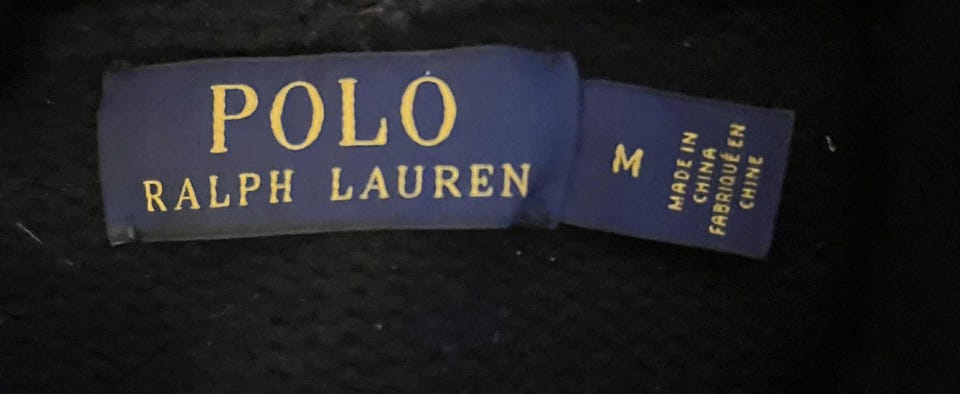 POLO
RALPH LAUREN
M
MADE IN
CHINA
FABRIQUÉ EN
CHINE